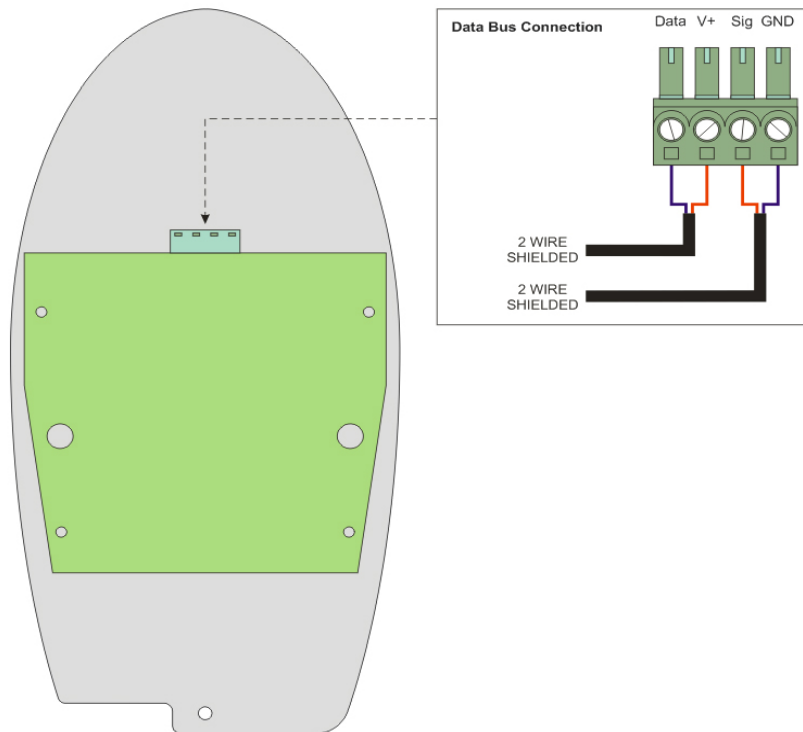 Data Bus Connection
Data V+ Sig GND
2 WIRE
SHIELDED
2 WIRE
SHIELDED